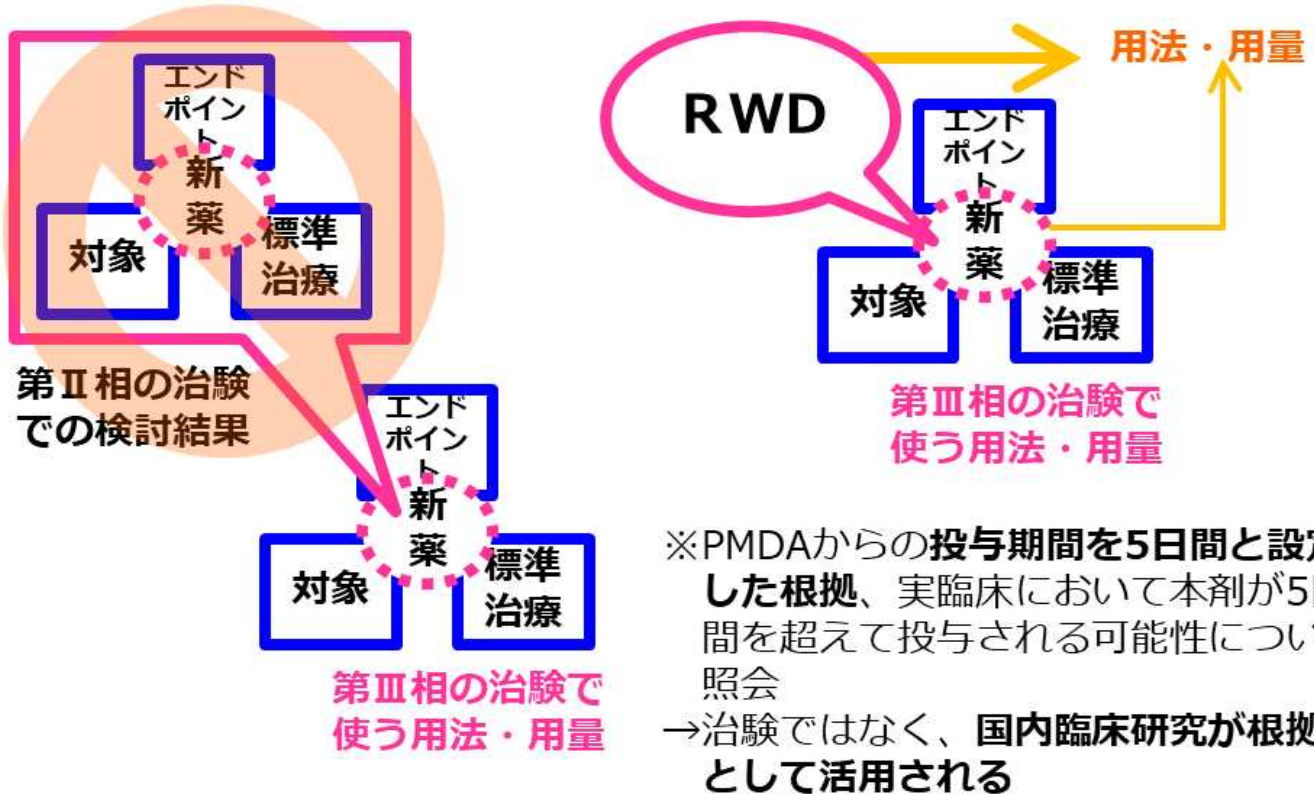 エンド
ポイン
ト
新
薬
対象
標準
治療
第Ⅱ相の治験
での検討結果
エンド
ポイン
ト
新
薬
対象
標準
治療
第Ⅲ相の治験で
使う用法・用量
RWD
用法・用量
エンド
ポイン
ト
新
薬
対象
標準
治療
第Ⅲ相の治験で
使う用法・用量
※PMDAからの投与期間を5日間と設定
した根拠、実臨床において本剤が5
間を超えて投与される可能性につい
照会
→治験ではなく、国内臨床研究が根拠
として活用される